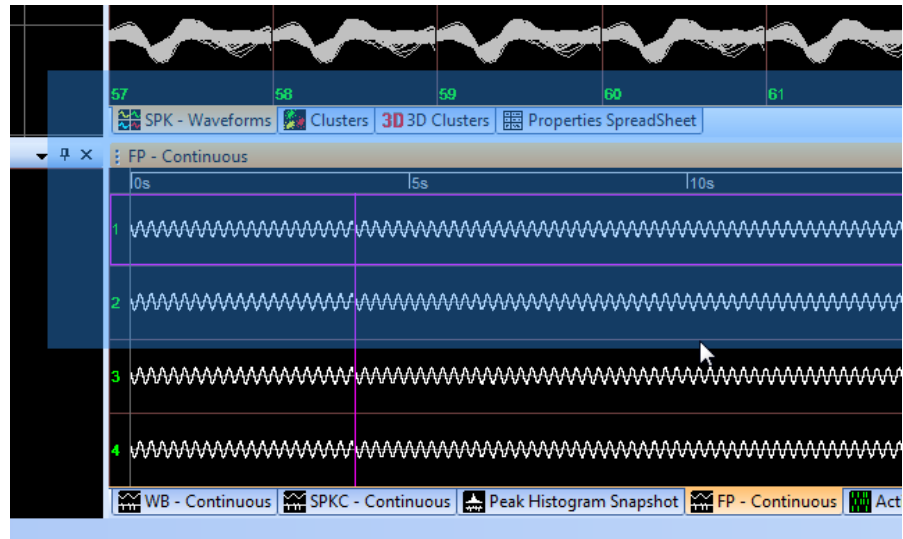 57 58 59 60 61
SPK - Waveforms Clusters 3D 3D Clusters Properties SpreadSheet
FP - Continuous
0s 5s 10s
1
2
3
4
WB - Continuous SPKC - Continuous Peak Histogram Snapshot FP - Continuous Act